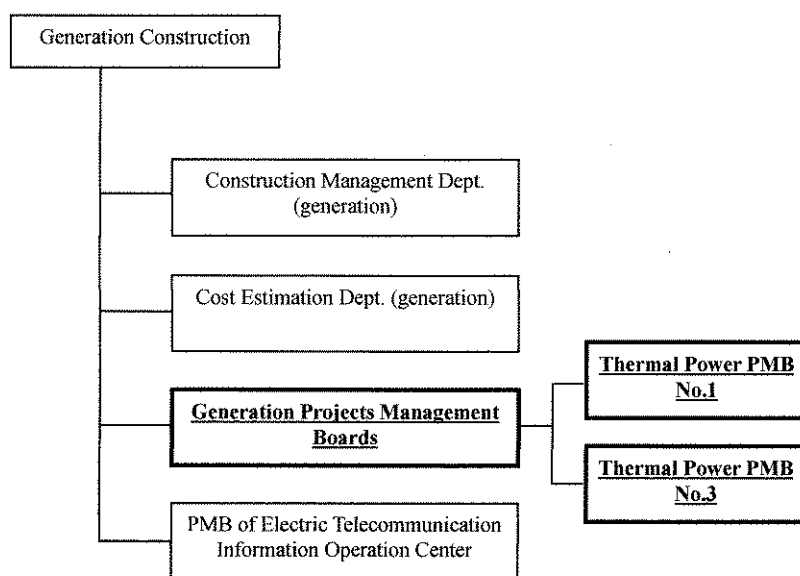 Generation Construction
Construction Management Dept.
(generation)
Cost Estimation Dept. (generation)
Generation Projects Management
Boards
Thermal Power PMB
No.1
Thermal Power PMB
No.3
PMB of Electric Telecommunication
Information Operation Center